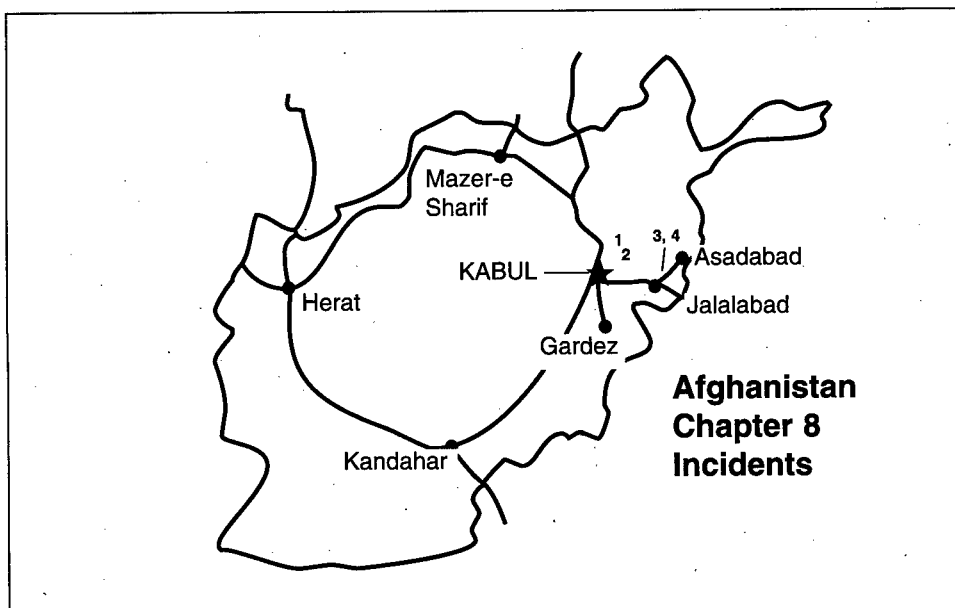 Mazer-e
Sharif
1
2
3, 4
KABUL
Asadabad
Herat
Jalalabad
Gardez
Afghanistan
Chapter 8
Incidents
Kandahar